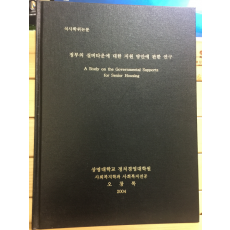 석사학위논문
정부의 실버타운에 대한 지원 방안에 관한 연구
A Study on the Governmental Supports
for Senior Housing
상명대학교 정치경영대학원
사회복지학과 사회복지전공
오 장 록
2004